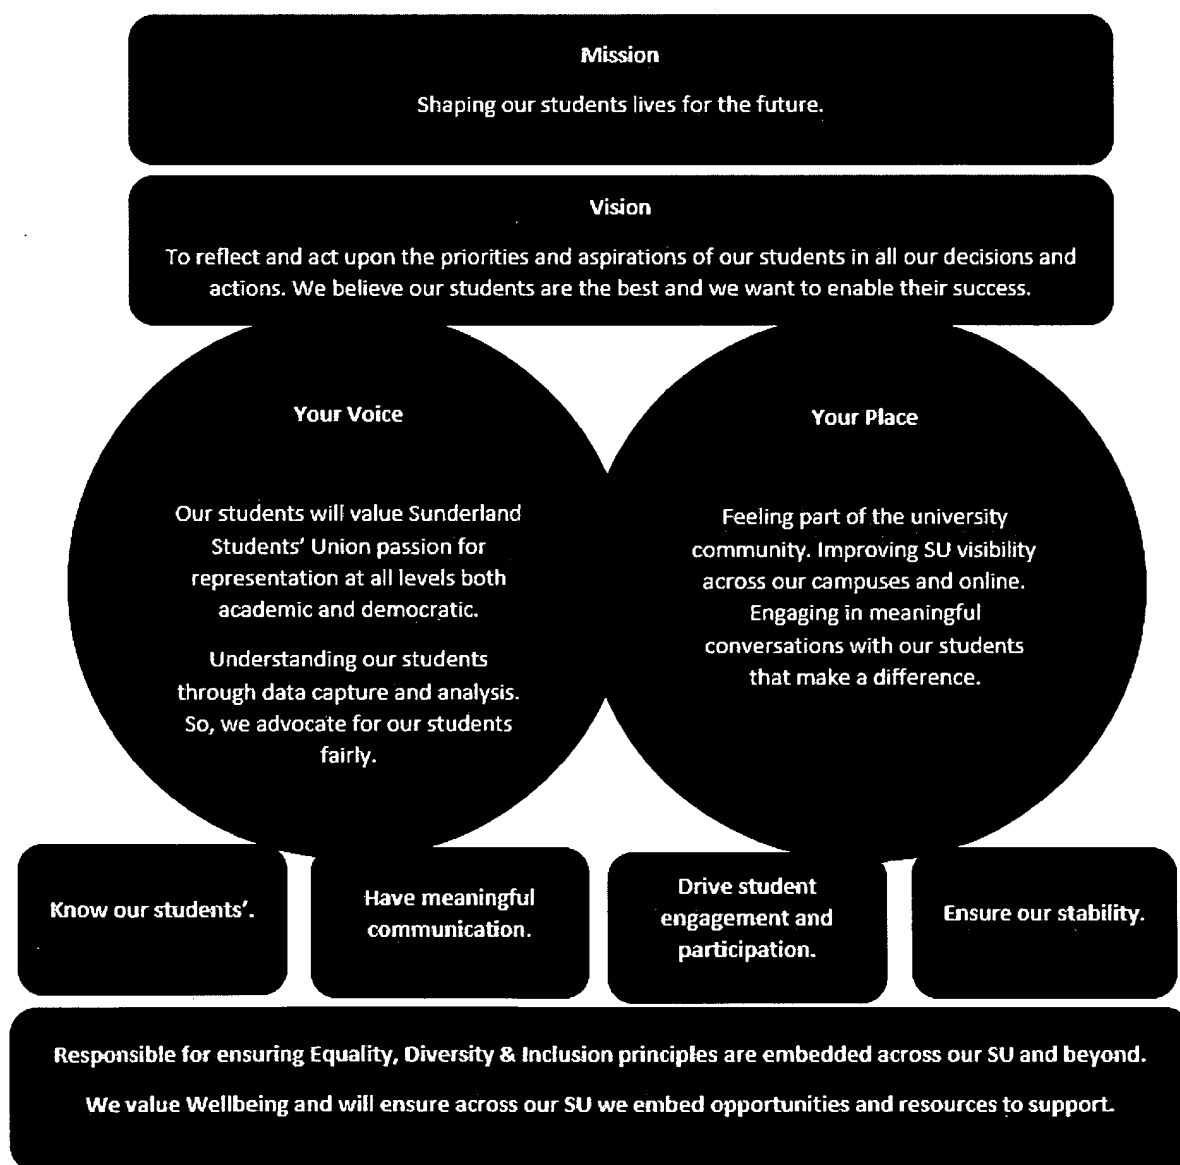 Mission
Shaping our students lives for the future.
Vision
To reflect and act upon the priorities and aspirations of our students in all our decisions and
actions. We believe our students are the best and we want to enable their success.
Your Voice
Our students will value Sunderland
Students' Union passion for
representation at all levels both
academic and democratic.
Understanding our students
through data capture and analysis.
So, we advocate for our students
fairly.
Your Place
Feeling part of the university
community. Improving SU visibility
across our campuses and online.
Engaging in meaningful
conversations with our students
that make a difference.
Know our students'.
Have meaningful
communication.
Drive student
engagement and
participation.
Ensure our stability.
Responsible for ensuring Equality, Diversity & Inclusion principles are embedded across our SU and beyond.
We value Wellbeing and will ensure across our SU we embed opportunities and resources to support.